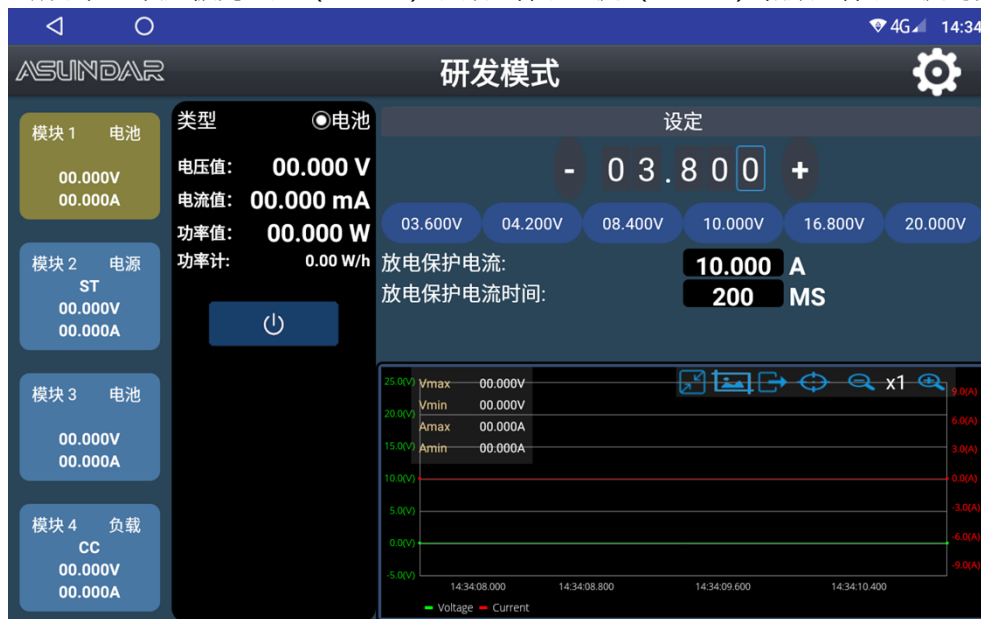 4G 14:34
ASUNDAR
研发模式
模块 1 电池
00.000V
00.000A
模块 2 电源
ST
00.000V
00.000A
模块 3 电池
00.000V
00.000A
模块 4 负载
CC
00.000V
00.000A
类型 电池
电压值: 00.000 V
电流值: 00.000 mA
功率值: 00.000 W
功率计: 0.00 W/h
设定
- 03.800 +
03.600V 04.200V 08.400V 10.000V 16.800V 20.000V
放电保护电流: 10.000 A
放电保护电流时间: 200 MS
x1
Vmax 00.000V
Vmin 00.000V
Amax 00.000A
Amin 00.000A
25.0(V)
20.0(V)
15.0(V)
10.0(V)
5.0(V)
0.0(V)
-5.0(V)
9.0(A)
6.0(A)
3.0(A)
0.0(A)
-3.0(A)
-6.0(A)
-9.0(A)
14:34:08.000 14:34:08.800 14:34:09.600 14:34:10.400
Voltage Current